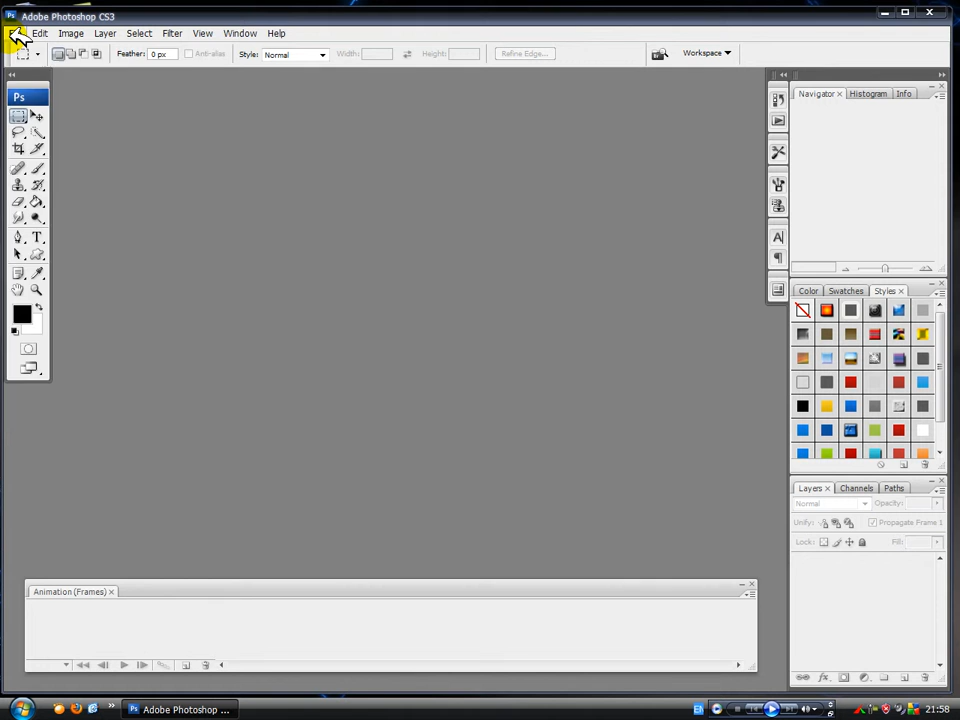 Ps Adobe Photoshop CS3
Edit Image Layer Select Filter View Window Help
Feather: 0 px Anti-alias Style: Normal Width: Height: Refine Edge... Workspace
Ps
Navigator Histogram Info
T
A
Color Swatches Styles
Layers Channels Paths
Normal Opacity:
Unify: Propagate Frame 1
Lock: Fill:
Animation (Frames)
fx
Adobe Photoshop ... 21:58